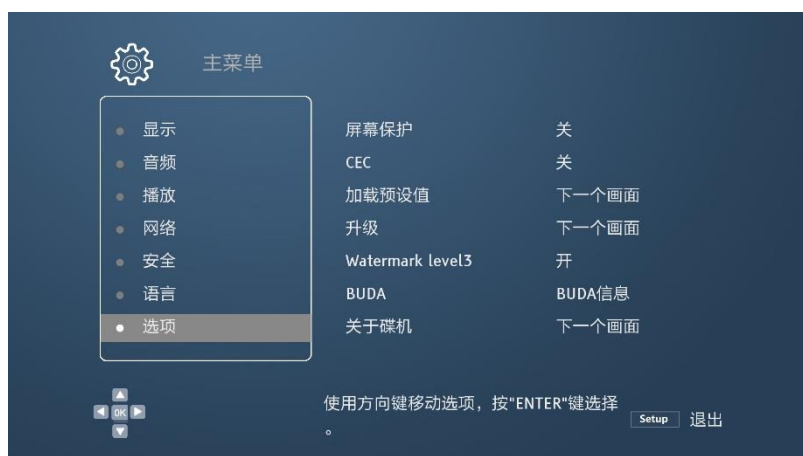 主菜单
显示
音频
播放
网络
安全
语言
选项
屏幕保护 关
CEC 关
加载预设值 下一个画面
升级 下一个画面
Watermark level3 开
BUDA BUDA信息
关于碟机 下一个画面
OK
使用方向键移动选项，按"ENTER"键选择
。
Setup 退出